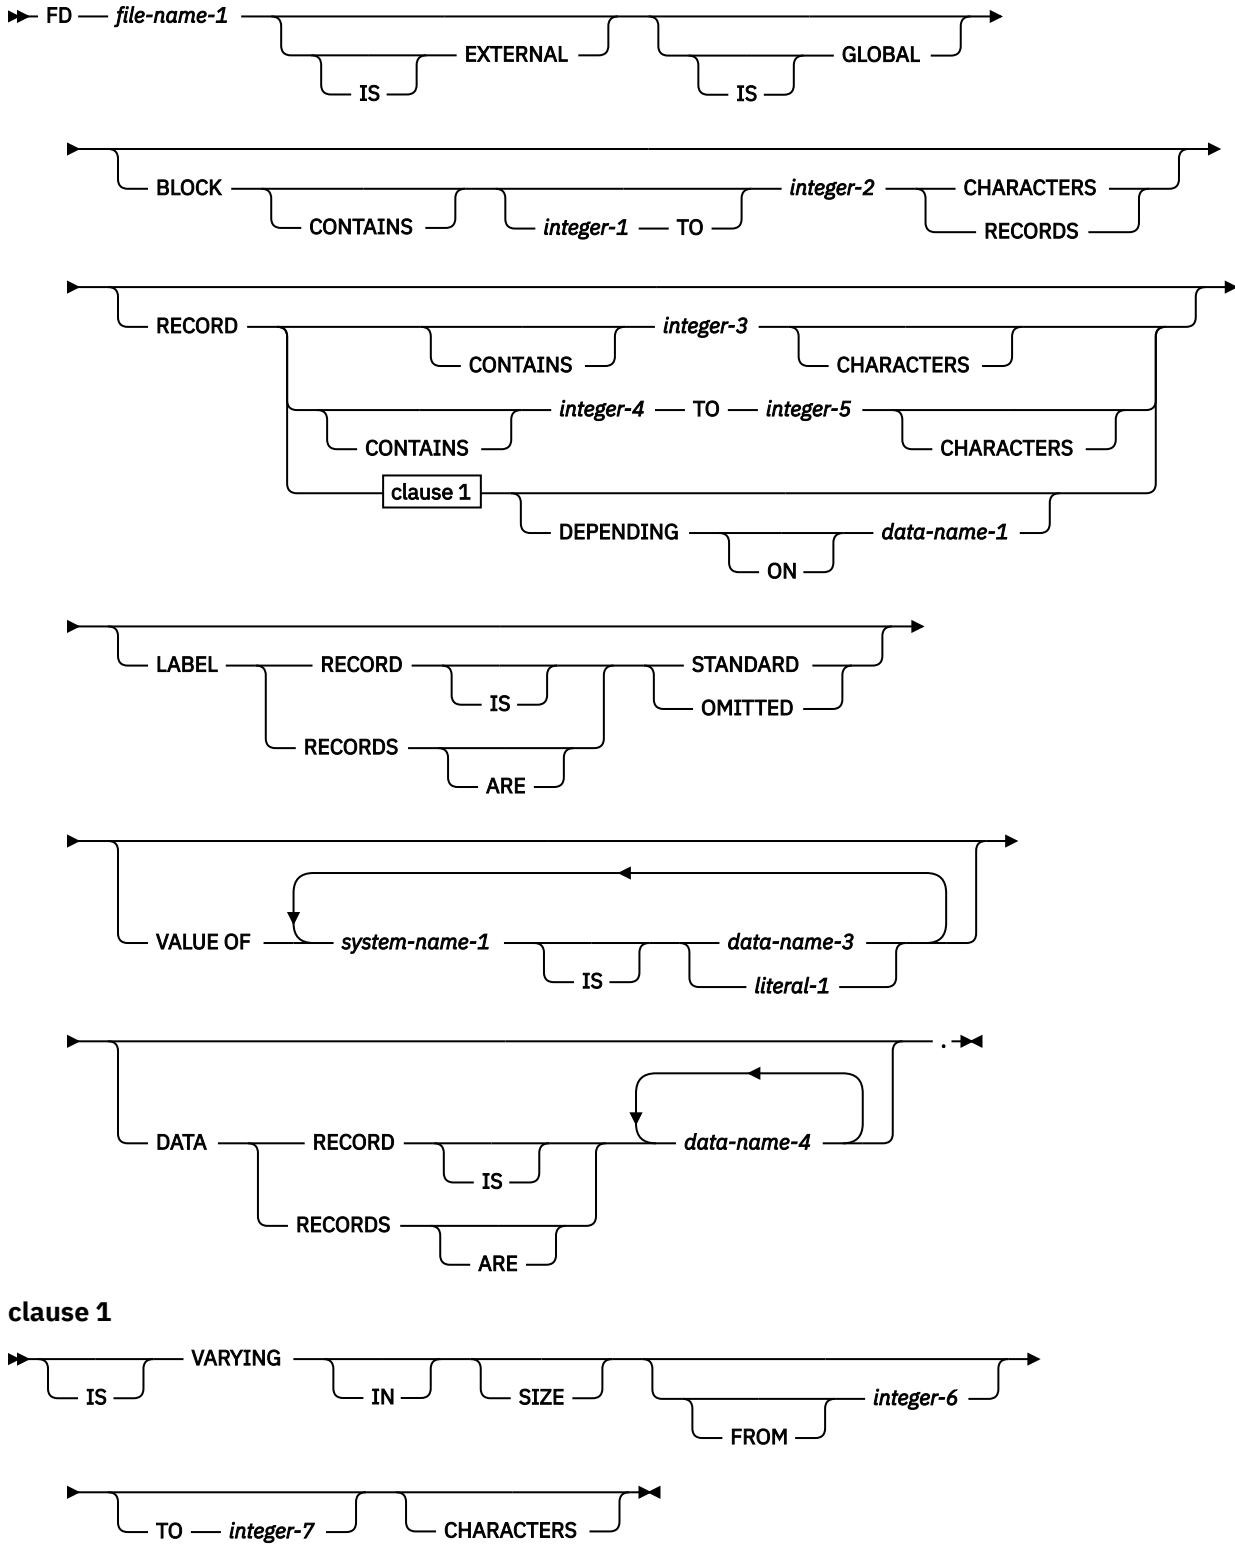 FD file-name-1
EXTERNAL GLOBAL
IS IS
BLOCK integer-2 CHARACTERS
CONTAINS integer-1 TO RECORDS
RECORD integer-3
CONTAINS CHARACTERS
integer-4 TO integer-5
CONTAINS CHARACTERS
clause 1
DEPENDING data-name-1
ON
LABEL RECORD STANDARD
IS OMITTED
RECORDS
ARE
VALUE OF system-name-1 data-name-3
IS literal-1
.
DATA RECORD data-name-4
IS
RECORDS
ARE
clause 1
VARYING
IS IN SIZE integer-6
FROM
TO integer-7 CHARACTERS